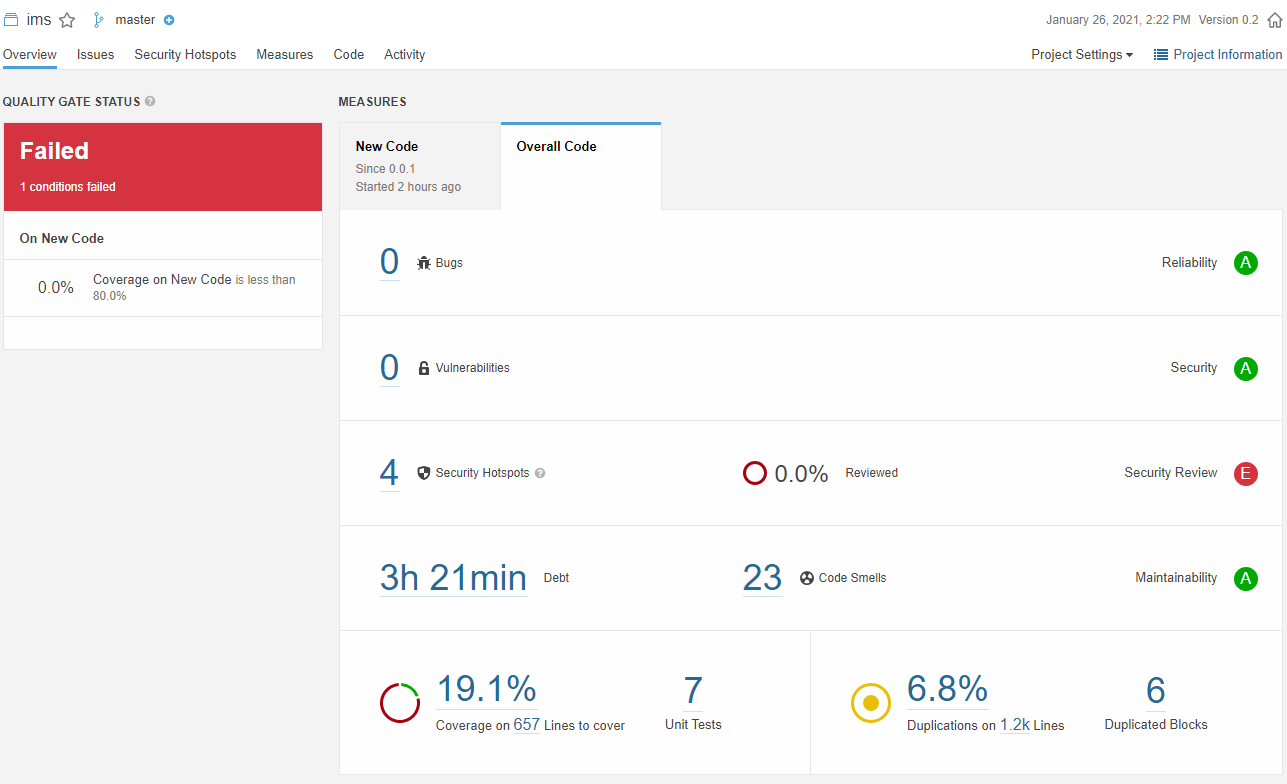 ims master January 26, 2021, 2:22 PM Version 0.2
Overview Issues Security Hotspots Measures Code Activity Project Settings Project Information
QUALITY GATE STATUS ?
Failed
1 conditions failed
On New Code
0.0% Coverage on New Code is less than
80.0%
MEASURES
New Code
Since 0.0.1
Started 2 hours ago
Overall Code
0 Bugs Reliability A
0 Vulnerabilities Security A
4 Security Hotspots ? 0.0% Reviewed Security Review E
3h 21min Debt 23 Code Smells Maintainability A
19.1%
Coverage on 657 Lines to cover
7
Unit Tests
6.8%
Duplications on 1.2k Lines
6
Duplicated Blocks